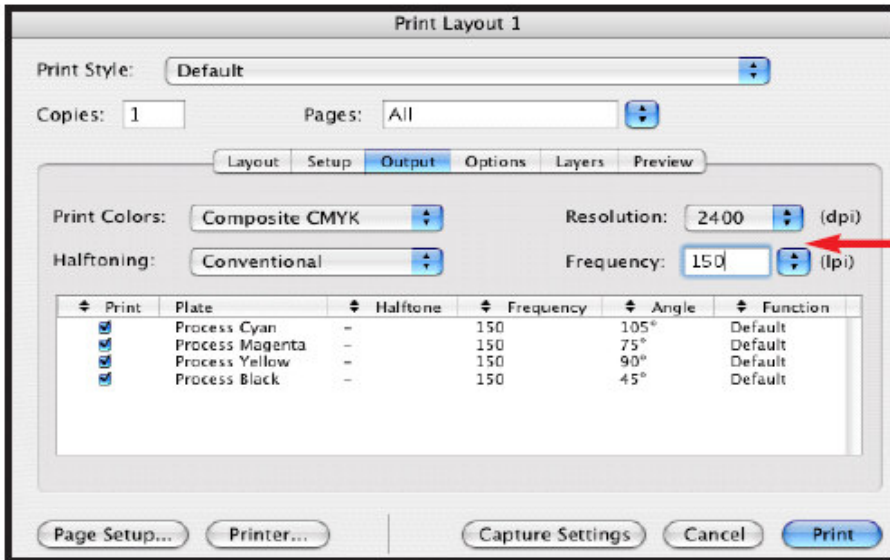 Print Layout 1
Print Style: Default
Copies: 1 Pages: All
Layout Setup Output Options Layers Preview
Print Colors: Composite CMYK Resolution: 2400 (dpi)
Halftoning: Conventional Frequency: 150 (lpi)
Print Plate Halftone Frequency Angle Function
Process Cyan – 150 105° Default
Process Magenta – 150 75° Default
Process Yellow – 150 90° Default
Process Black – 150 45° Default
Page Setup... Printer... Capture Settings Cancel Print